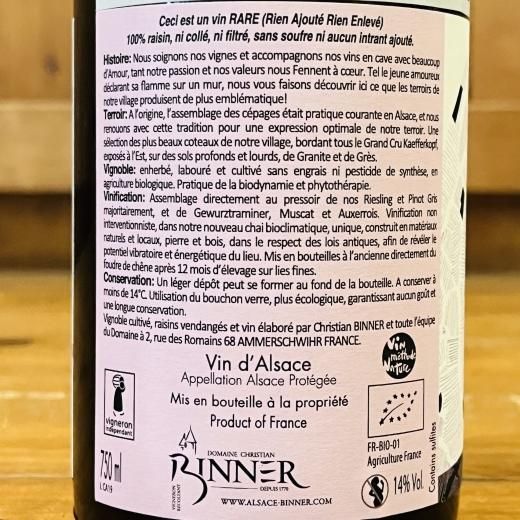 Ceci est un vin RARE (Rien Ajouté Rien Enlevé)
100% raisin, ni collé, ni filtré, sans soufre ni aucun intrant ajouté.
Histoire: Nous soignons nos vignes et accompagnons nos vins en cave avec beaucoup
d'Amour, tant notre passion et nos valeurs nous Fennent à cœur. Tel le jeune amoureux
déclarant sa flamme sur un mur, nous vous faisons découvrir ici ce que les terroirs de
notre village produisent de plus emblématique!
Terroir: A l'origine, l'assemblage des cépages était pratique courante en Alsace, et nous
renouons avec cette tradition pour une expression optimale de notre terroir. Une
sélection des plus beaux coteaux de notre village, bordant tous le Grand Cru Kaefferkopf,
exposés à l'Est, sur des sols profonds et lourds, de Granite et de Grès.
Vignoble: enherbé, labouré et cultivé sans engrais ni pesticide de synthèse, en
agriculture biologique. Pratique de la biodynamie et phytothérapie.
Vinification: Assemblage directement au pressoir de nos Riesling et Pinot Gris
majoritairement, et de Gewurztraminer, Muscat et Auxerrois. Vinification non
interventionniste, dans notre nouveau chai bioclimatique, unique, construit en matériaux
naturels et locaux, pierre et bois, dans le respect des lois antiques, afin de révéler le
potentiel vibratoire et énergétique du lieu. Mis en bouteilles à l'ancienne directement du
foudre de chêne après 12 mois d'élevage sur lies fines.
Conservation: Un léger dépôt peut se former au fond de la bouteille. A conserver à
moins de 14°C. Utilisation du bouchon verre, plus écologique, garantissant aucun goût et
une longue conservation.
Vignoble cultivé, raisins vendangés et vin élaboré par Christian BINNER et toute l'équipe
du Domaine à 2, rue des Romains 68 AMMERSCHWIHR FRANCE.
Vin d'Alsace
Appellation Alsace Protégée
Mis en bouteille à la propriété
Product of France
Vin
méthode
Nature
vigneron
indépendant
750 ml
L CA19
DOMAINE CHRISTIAN
BINNER
DEPUIS 1770
VIGNERON
RÉCOLTANT
WWW.ALSACE-BINNER.COM
FR-BIO-01
Agriculture France
14% Vol.
Contains sulfites